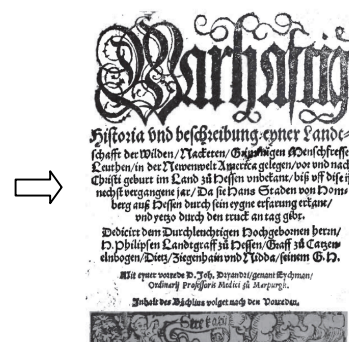 Warhaftig
Historia vnd beschreibung eyner Landt-
schafft der Wilden/Nacketen/Grimmigen Menschfresser
Leuthen/in der Newenwelt America gelegen/vor vnd nach
Christi geburt im Land zů Hessen vnbekant/biß vff dise ij
nechst vergangene jar/Da sie Hans Staden von Hom-
berg auß Hessen durch sein eygne erfarung erkant/
vnd yetzo durch den truck an tag gibt.
Dedicirt dem Durchleuchtigen Hochgebornen herrn/
H. Philipsen Landtgraff zů Hessen/Graff zů Catzen-
elnbogen/Dietz/Ziegenhain vnd Nidda/seinem G.H.
Mit eyner vorrede D. Joh. Dryandri/genant Eychman/
Ordinarij Professoris Medici zů Marpurgk.
Inhalt des Büchlins volget nach den Vorreden.